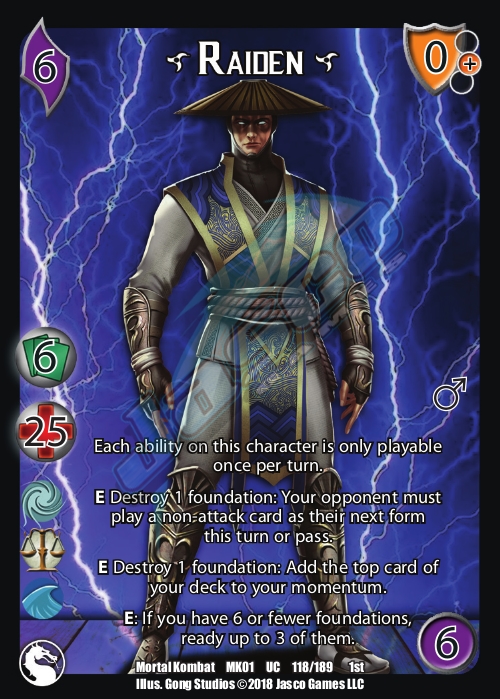 6
RAIDEN
0
+
6
25
Each ability on this character is only playable
once per turn.
E Destroy 1 foundation: Your opponent must
play a non-attack card as their next form
this turn or pass.
E Destroy 1 foundation: Add the top card of
your deck to your momentum.
E: If you have 6 or fewer foundations,
ready up to 3 of them.
6
Mortal Kombat MK01 UC 118/189 1st
Illus. Gong Studios ©2018 Jasco Games LLC